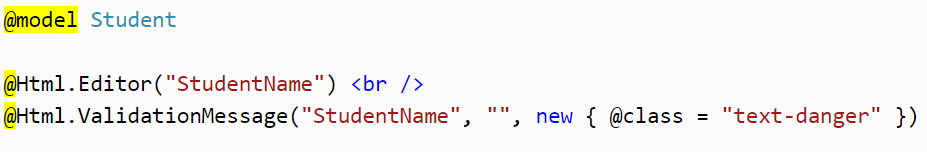 @model Student
@Html.Editor("StudentName") <br />
@Html.ValidationMessage("StudentName", "", new { @class = "text-danger" })